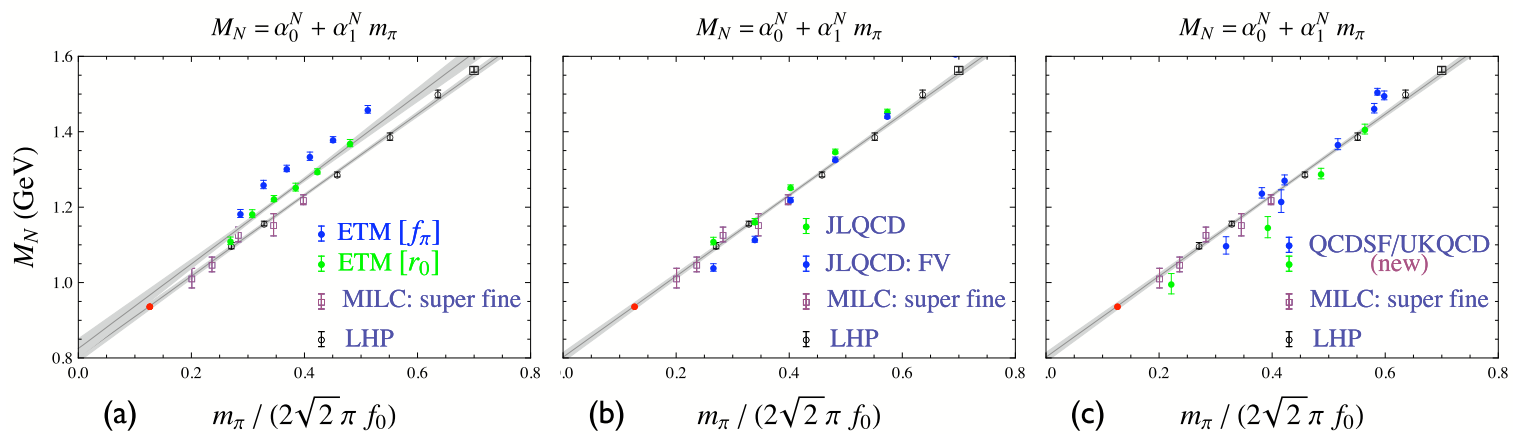 M_N = α_0^N + α_1^N m_π
M_N = α_0^N + α_1^N m_π
M_N = α_0^N + α_1^N m_π
M_N (GeV)
1.6
1.4
1.2
1.0
0.8
ETM [f_π]
ETM [r_0]
MILC: super fine
LHP
JLQCD
JLQCD: FV
MILC: super fine
LHP
QCDSF/UKQCD
(new)
MILC: super fine
LHP
0.0 0.2 0.4 0.6 0.8
.0 0.2 0.4 0.6 0.8
.0 0.2 0.4 0.6 0.8
(a) m_π / (2√2 π f_0)
(b) m_π / (2√2 π f_0)
(c) m_π / (2√2 π f_0)